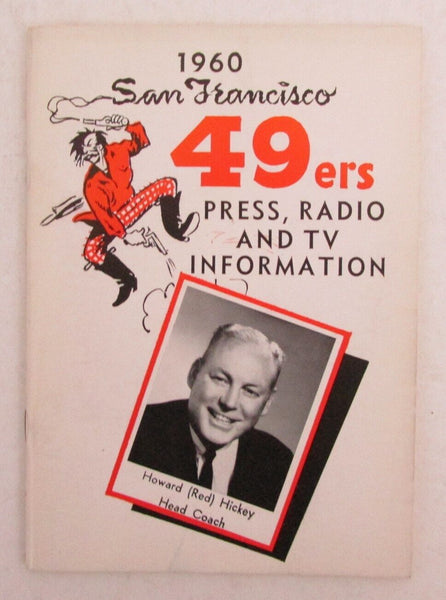 1960
San Francisco
49ers
PRESS, RADIO
AND TV
INFORMATION
Howard (Red) Hickey
Head Coach